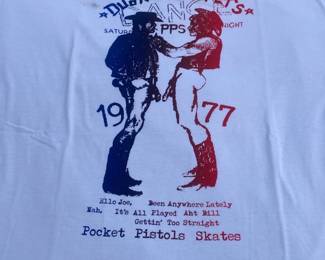 DANCE
SATURDAY NIGHT
PPS
19 77
Ello Joe, Been Anywhere Lately
Nah, It's All Played Aht Bill
Gettin' Too Straight
Pocket Pistols Skates